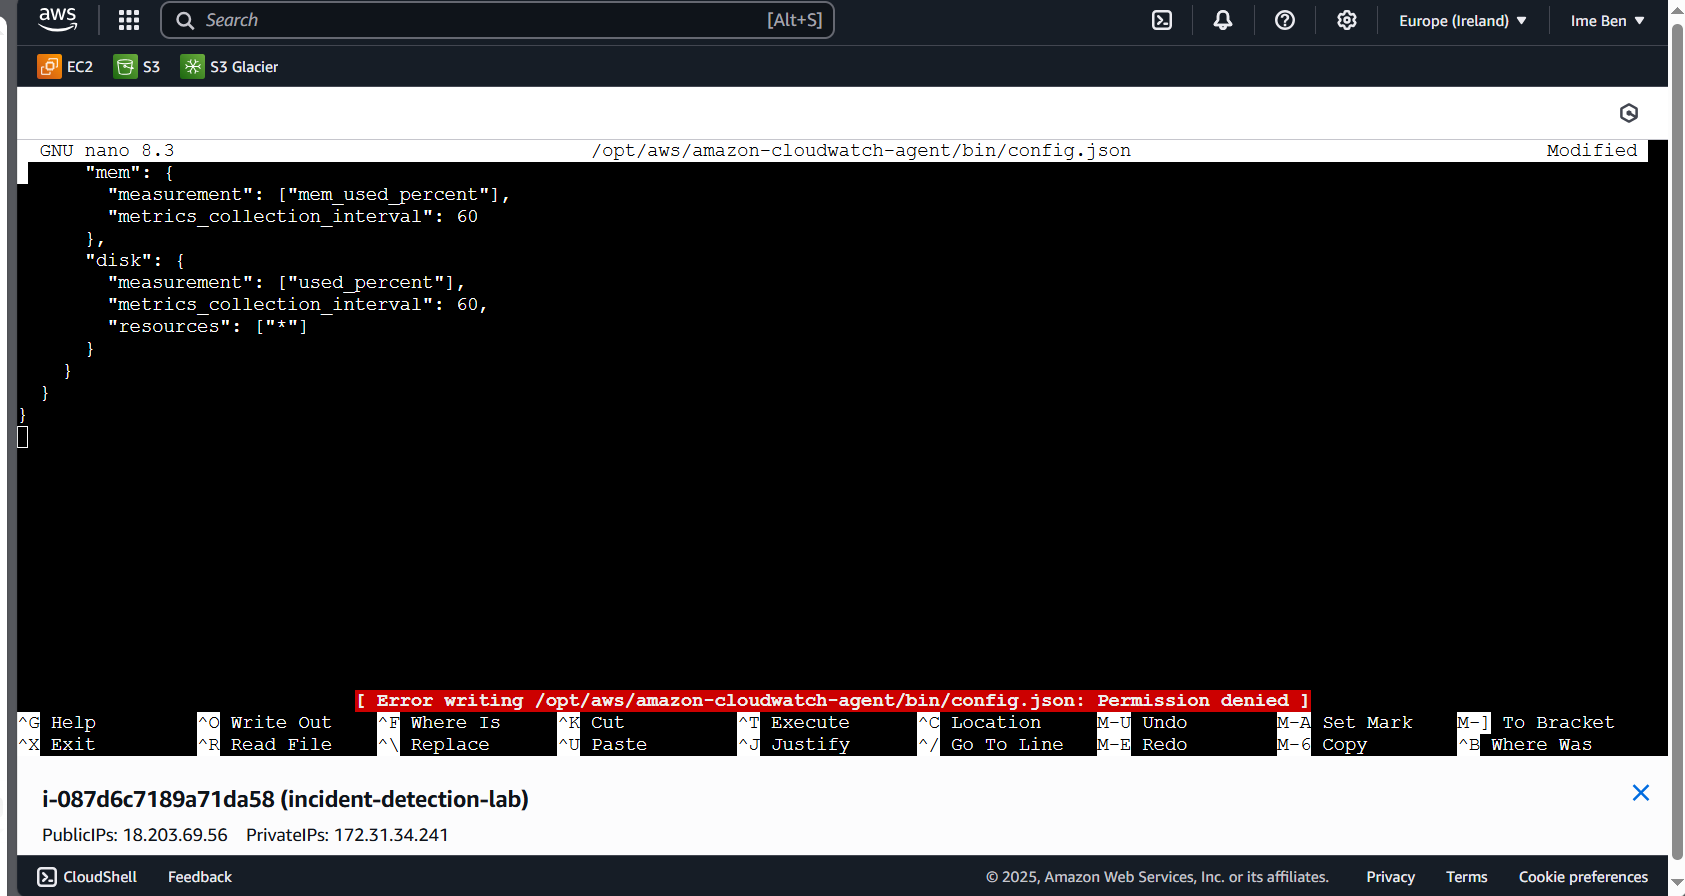 aws
Search [Alt+S]
Europe (Ireland) ▼
Ime Ben ▼
EC2 S3 S3 Glacier
GNU nano 8.3 /opt/aws/amazon-cloudwatch-agent/bin/config.json Modified
"mem": {
"measurement": ["mem_used_percent"],
"metrics_collection_interval": 60
},
"disk": {
"measurement": ["used_percent"],
"metrics_collection_interval": 60,
"resources": ["*"]
}
}
}
}
[ Error writing /opt/aws/amazon-cloudwatch-agent/bin/config.json: Permission denied ]
^G Help ^O Write Out ^F Where Is ^K Cut ^T Execute ^C Location M-U Undo M-A Set Mark M-] To Bracket
^X Exit ^R Read File ^\ Replace ^U Paste ^J Justify ^/ Go To Line M-E Redo M-6 Copy ^B Where Was
i-087d6c7189a71da58 (incident-detection-lab)
PublicIPs: 18.203.69.56 PrivateIPs: 172.31.34.241
CloudShell Feedback © 2025, Amazon Web Services, Inc. or its affiliates. Privacy Terms Cookie preferences